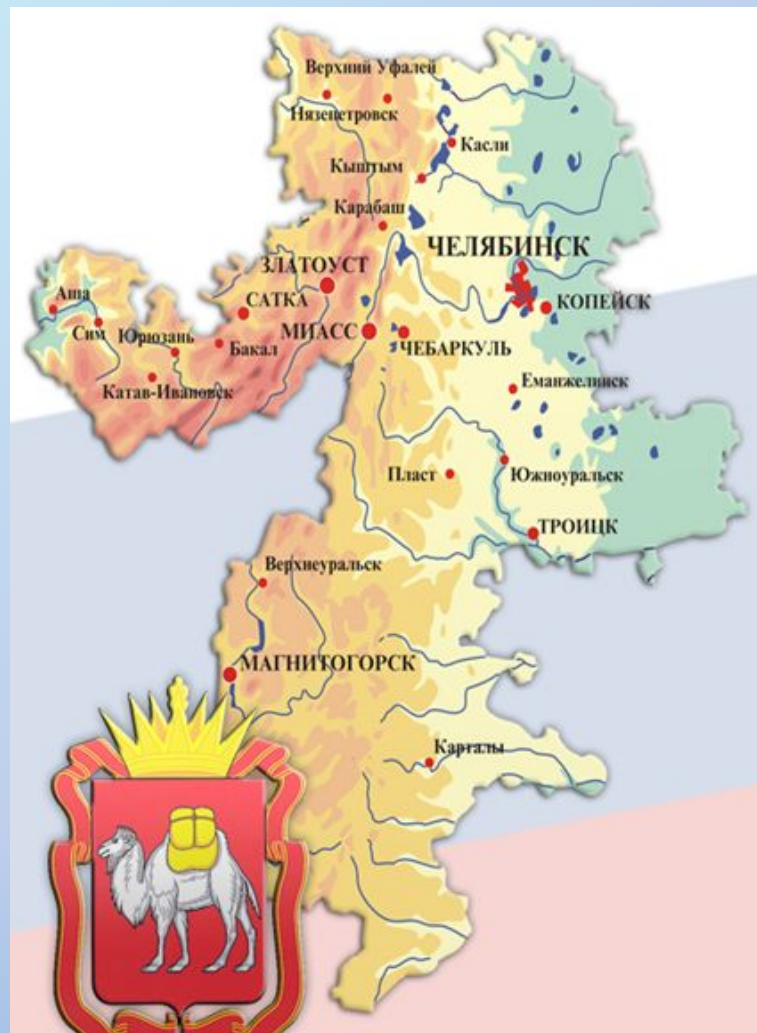 Верхний Уфалей
Нязепетровск
Касли
Кыштым
Карабаш
ЧЕЛЯБИНСК
ЗЛАТОУСТ
Аша
САТКА
КОПЕЙСК
Сим
Юрюзань
МИАСС
ЧЕБАРКУЛЬ
Бакал
Катав-Ивановск
Еманжелинск
Пласт
Южноуральск
ТРОИЦК
Верхнеуральск
МАГНИТОГОРСК
Карталы